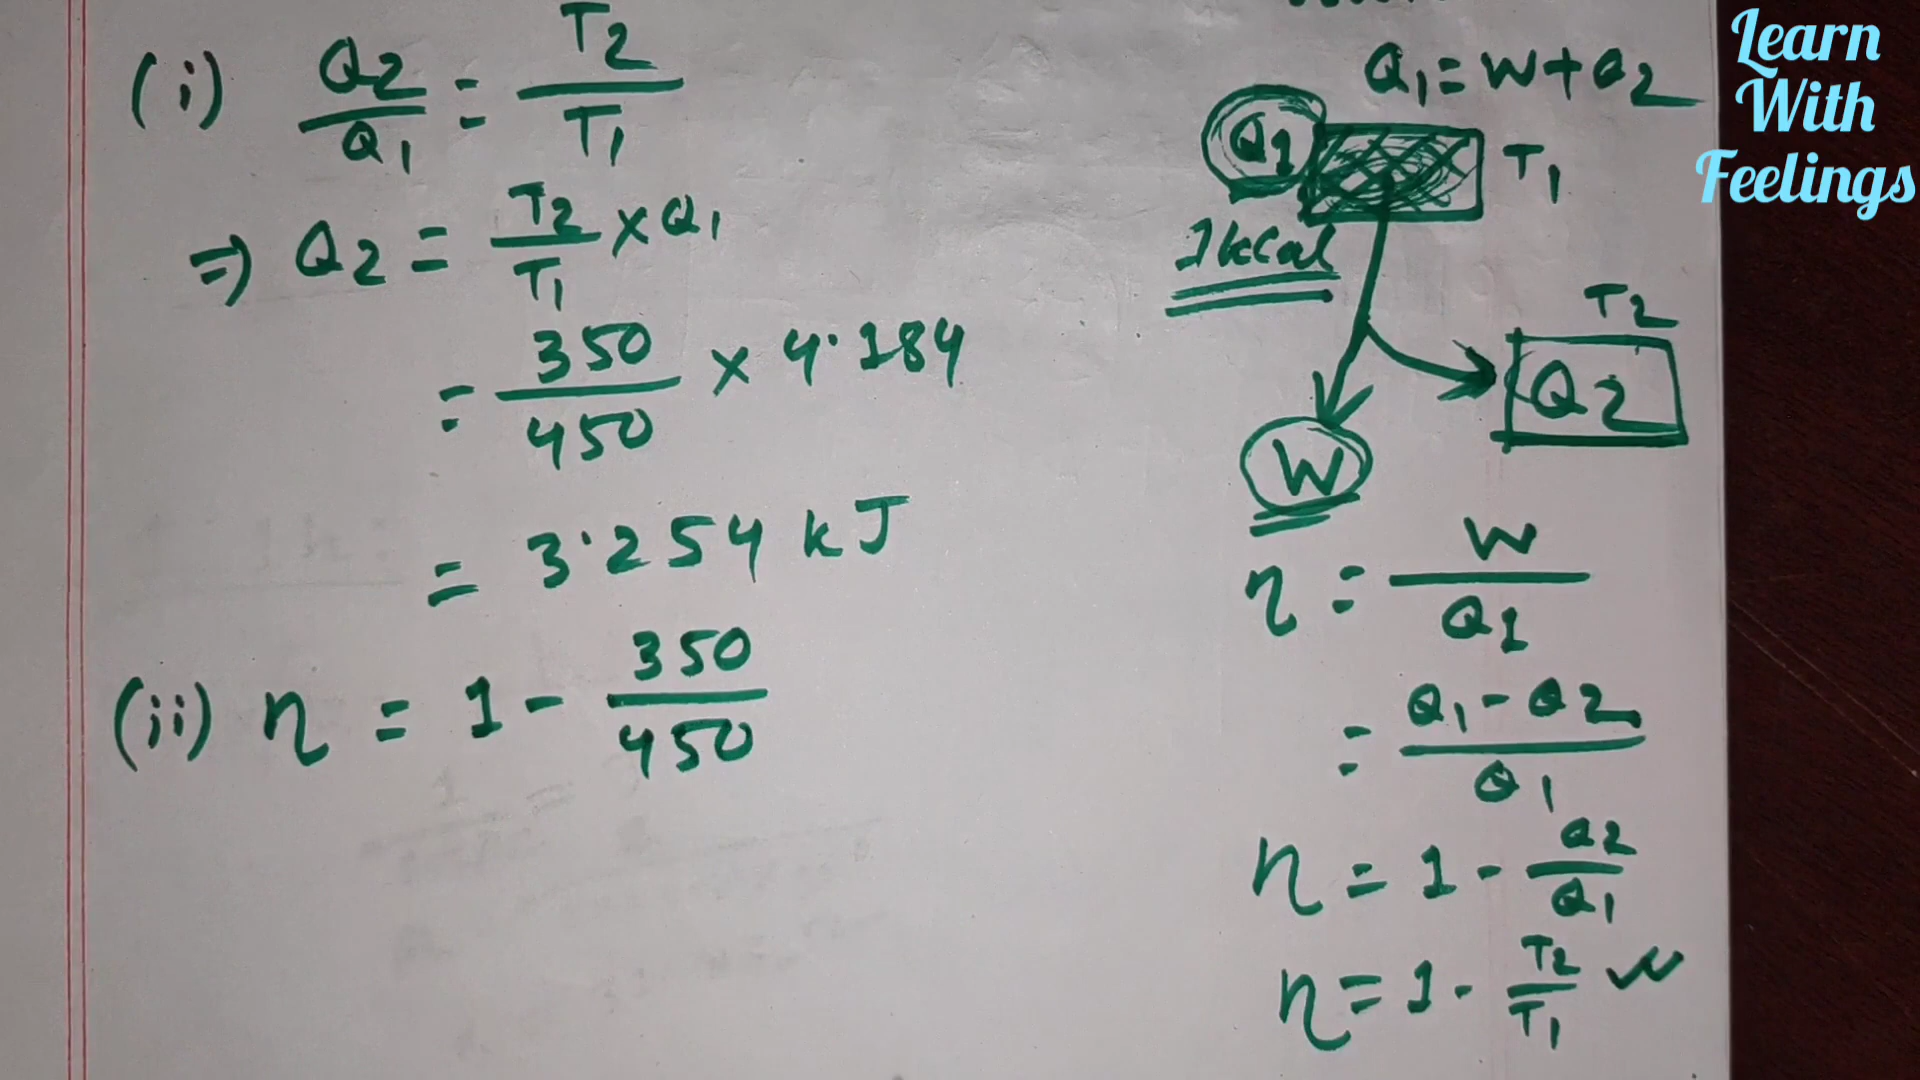 (i) Q2/Q1 = T2/T1
⇒ Q2 = T2/T1 × Q1
= 350/450 × 4.184
= 3.254 kJ
(ii) η = 1 - 350/450
Q1 = W + Q2
Q1
T1
1 kcal
T2
Q2
W
η = W/Q1
= Q1 - Q2/Q1
η = 1 - Q2/Q1
η = 1 - T2/T1
Learn
With
Feelings